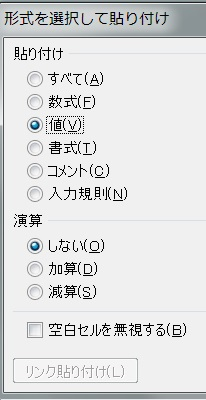 形式を選択して貼り付け
貼り付け
すべて(A)
数式(F)
値(V)
書式(T)
コメント(C)
入力規則(N)
演算
しない(O)
加算(D)
減算(S)
空白セルを無視する(B)
リンク貼り付け(L)